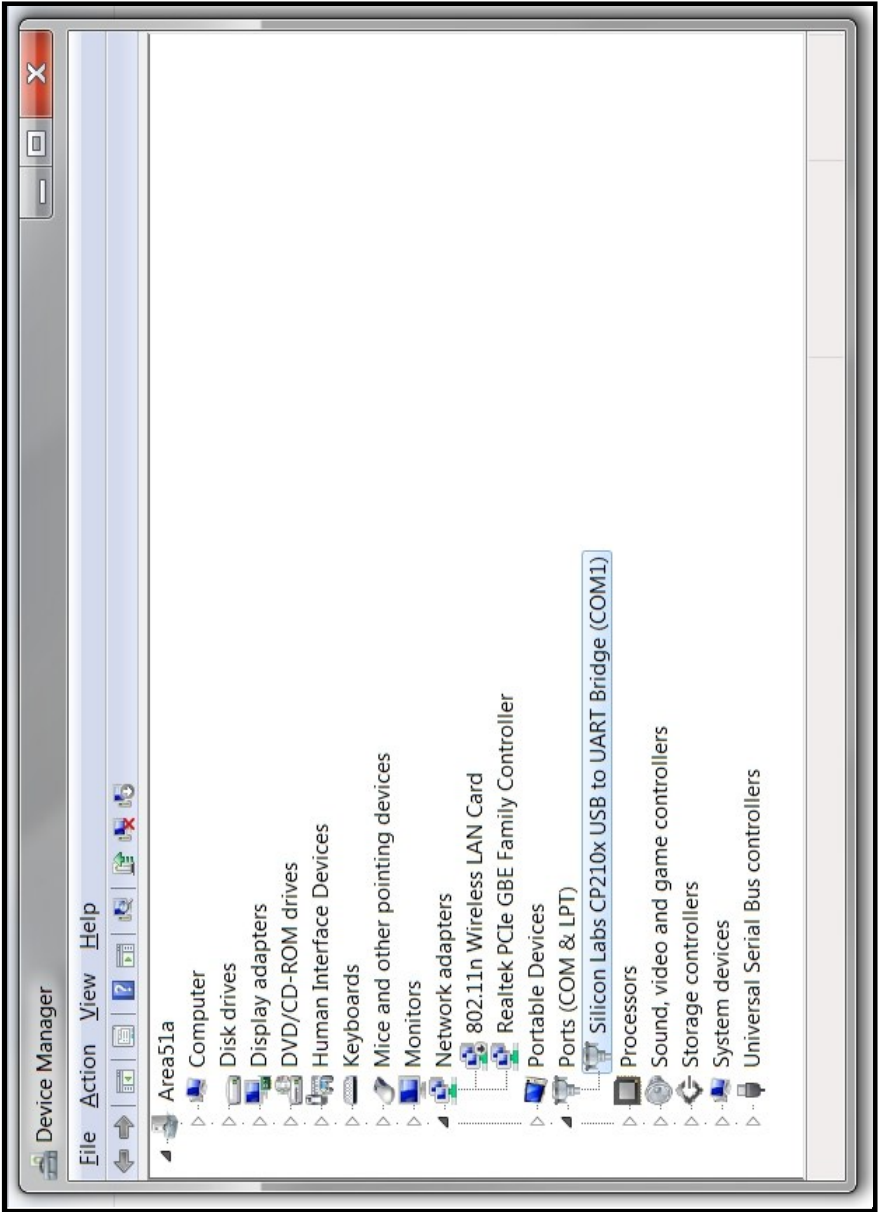 Device Manager
File Action View Help
Area51a
Computer
Disk drives
Display adapters
DVD/CD-ROM drives
Human Interface Devices
Keyboards
Mice and other pointing devices
Monitors
Network adapters
802.11n Wireless LAN Card
Realtek PCIe GBE Family Controller
Portable Devices
Ports (COM & LPT)
Silicon Labs CP210x USB to UART Bridge (COM1)
Processors
Sound, video and game controllers
Storage controllers
System devices
Universal Serial Bus controllers